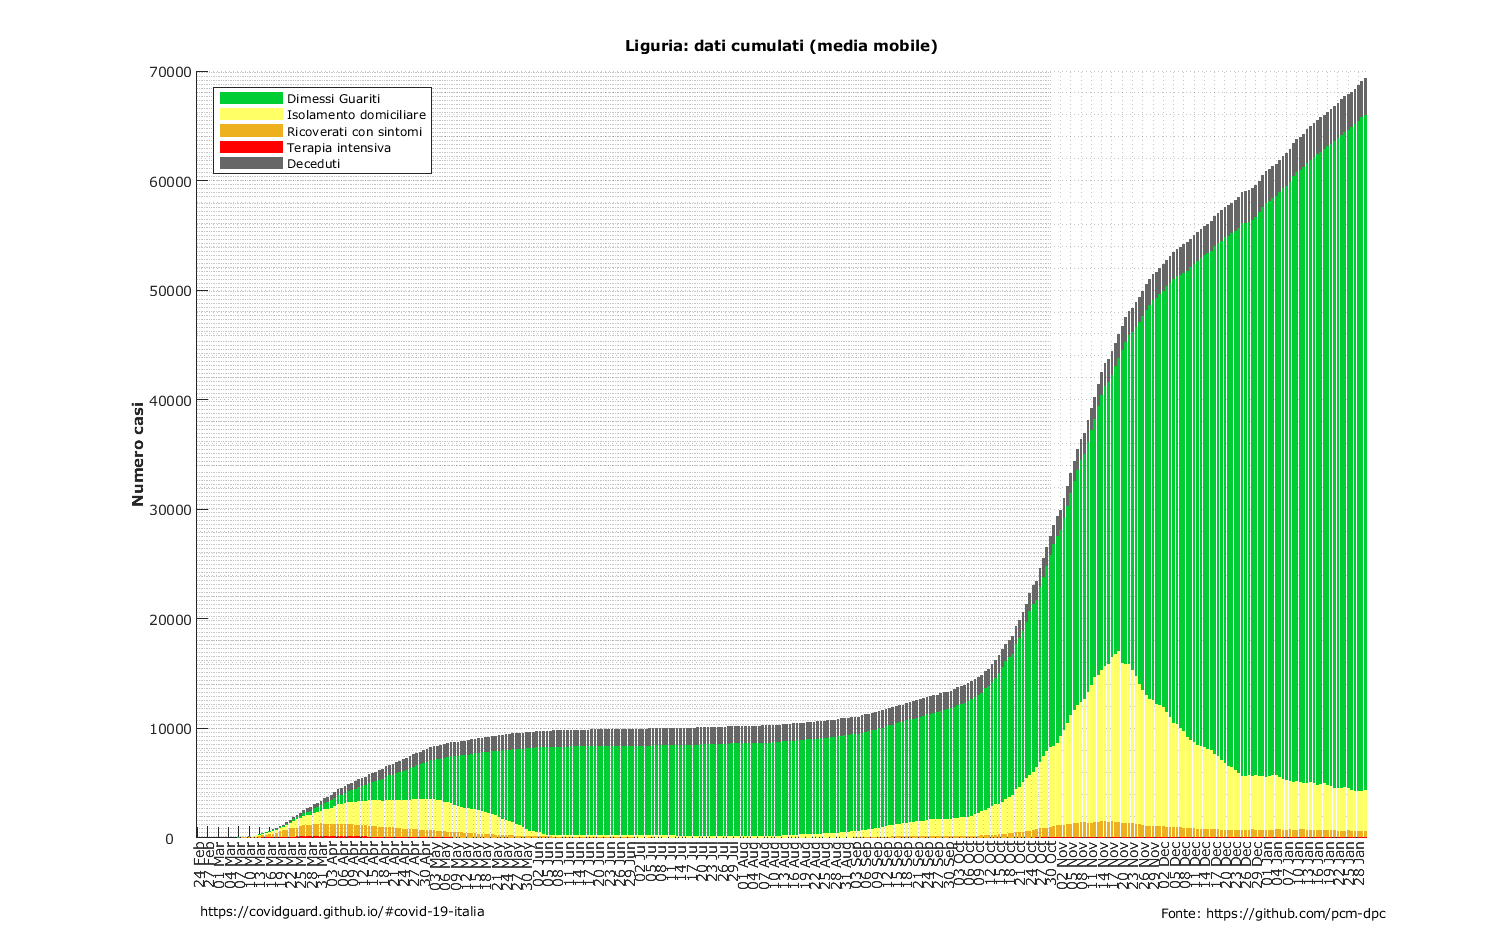 Liguria: dati cumulati (media mobile)
Dimessi Guariti
Isolamento domiciliare
Ricoverati con sintomi
Terapia intensiva
Deceduti
Numero casi
70000
60000
50000
40000
30000
20000
10000
0
24 Feb
27 Feb
01 Mar
04 Mar
07 Mar
10 Mar
13 Mar
16 Mar
19 Mar
22 Mar
25 Mar
28 Mar
31 Mar
03 Apr
06 Apr
09 Apr
12 Apr
15 Apr
18 Apr
21 Apr
24 Apr
27 Apr
30 Apr
03 May
06 May
09 May
12 May
15 May
18 May
21 May
24 May
27 May
30 May
02 Jun
05 Jun
08 Jun
11 Jun
14 Jun
17 Jun
20 Jun
23 Jun
26 Jun
29 Jun
02 Jul
05 Jul
08 Jul
11 Jul
14 Jul
17 Jul
20 Jul
23 Jul
26 Jul
29 Jul
01 Aug
04 Aug
07 Aug
10 Aug
13 Aug
16 Aug
19 Aug
22 Aug
25 Aug
28 Aug
31 Aug
03 Sep
06 Sep
09 Sep
12 Sep
15 Sep
18 Sep
21 Sep
24 Sep
27 Sep
30 Sep
03 Oct
06 Oct
09 Oct
12 Oct
15 Oct
18 Oct
21 Oct
24 Oct
27 Oct
30 Oct
02 Nov
05 Nov
08 Nov
11 Nov
14 Nov
17 Nov
20 Nov
23 Nov
26 Nov
29 Nov
02 Dec
05 Dec
08 Dec
11 Dec
14 Dec
17 Dec
20 Dec
23 Dec
26 Dec
29 Dec
01 Jan
04 Jan
07 Jan
10 Jan
13 Jan
16 Jan
19 Jan
22 Jan
25 Jan
28 Jan
https://covidguard.github.io/#covid-19-italia
Fonte: https://github.com/pcm-dpc